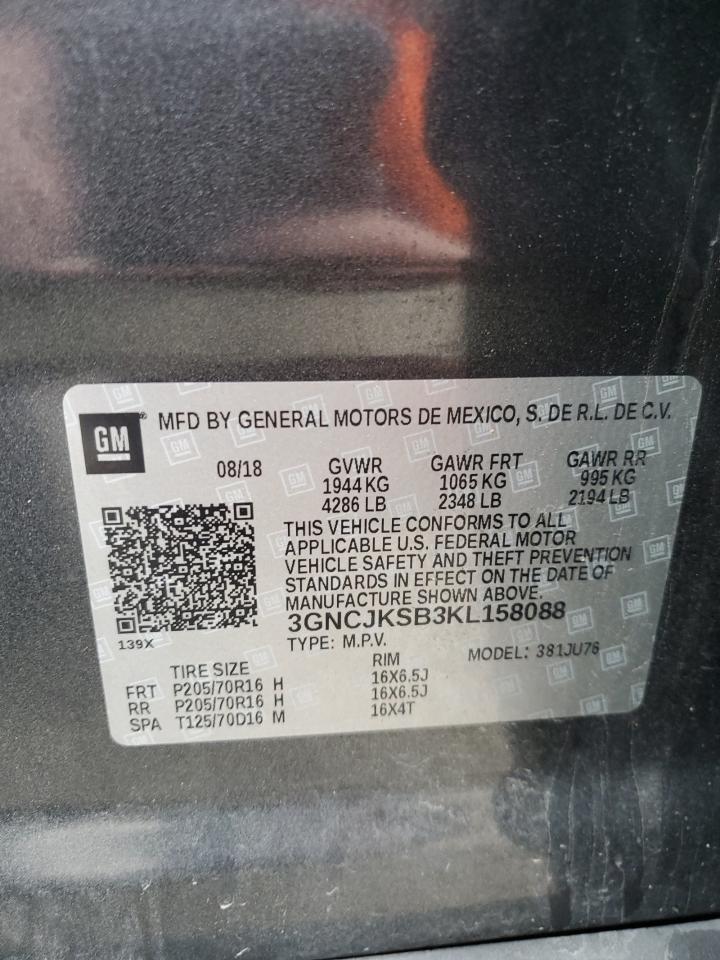 GM® MFD BY GENERAL MOTORS DE MEXICO, S. DE R.L. DE C.V.
08/18 GVWR GAWR FRT GAWR RR
1944 KG 1065 KG 995 KG
4286 LB 2348 LB 2194 LB
THIS VEHICLE CONFORMS TO ALL
APPLICABLE U.S. FEDERAL MOTOR
VEHICLE SAFETY AND THEFT PREVENTION
STANDARDS IN EFFECT ON THE DATE OF
MANUFACTURE SHOWN ABOVE.
3GNCJKSB3KL158088
139X TYPE: M.P.V. MODEL: 381JU76
TIRE SIZE RIM
FRT P205/70R16 H 16X6.5J
RR P205/70R16 H 16X6.5J
SPA T125/70D16 M 16X4T